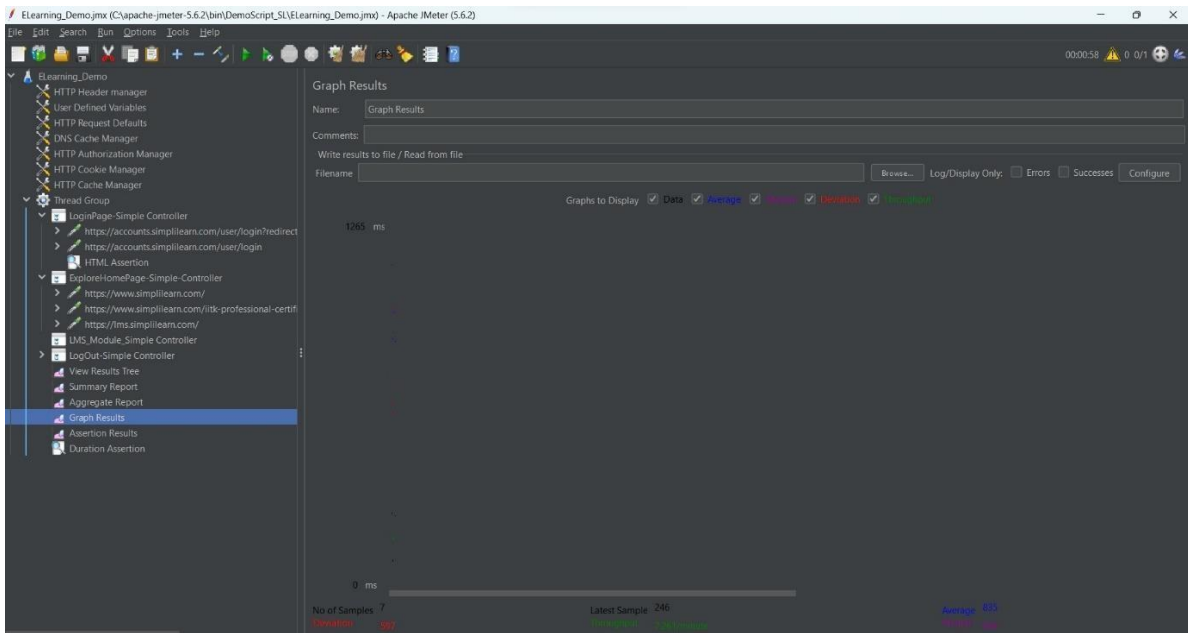 ELearning_Demo.jmx (C:\apache-jmeter-5.6.2\bin\DemoScript_SL\ELearning_Demo.jmx) - Apache JMeter (5.6.2)
File Edit Search Run Options Tools Help
00:00:58 0 0/1
ELearning_Demo
HTTP Header manager
User Defined Variables
HTTP Request Defaults
DNS Cache Manager
HTTP Authorization Manager
HTTP Cookie Manager
HTTP Cache Manager
Thread Group
LoginPage-Simple Controller
https://accounts.simplilearn.com/user/login?redirect
https://accounts.simplilearn.com/user/login
HTML Assertion
ExploreHomePage-Simple-Controller
https://www.simplilearn.com/
https://www.simplilearn.com/iitk-professional-certifi
https://lms.simplilearn.com/
LMS_Module_Simple Controller
LogOut-Simple Controller
View Results Tree
Summary Report
Aggregate Report
Graph Results
Assertion Results
Duration Assertion
Graph Results
Name: Graph Results
Comments:
Write results to file / Read from file
Filename Browse... Log/Display Only: Errors Successes Configure
Graphs to Display Data Average Deviation Throughput
1265 ms
0 ms
No of Samples 7 Latest Sample 246 Average 835
Deviation Throughput